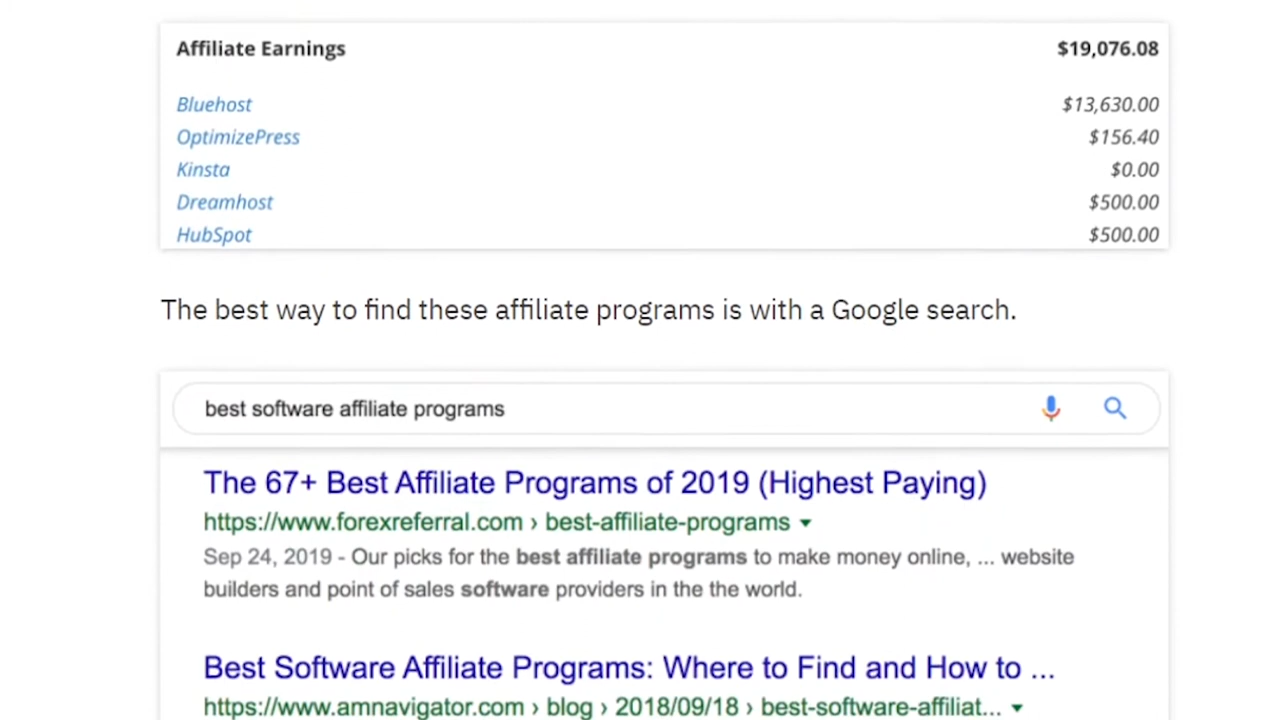 Affiliate Earnings $19,076.08
Bluehost $13,630.00
OptimizePress $156.40
Kinsta $0.00
Dreamhost $500.00
HubSpot $500.00
The best way to find these affiliate programs is with a Google search.
best software affiliate programs
The 67+ Best Affiliate Programs of 2019 (Highest Paying)
https://www.forexreferral.com › best-affiliate-programs
Sep 24, 2019 - Our picks for the best affiliate programs to make money online, ... website
builders and point of sales software providers in the the world.
Best Software Affiliate Programs: Where to Find and How to ...
https://www.amnavigator.com › blog › 2018/09/18 › best-software-affiliat...